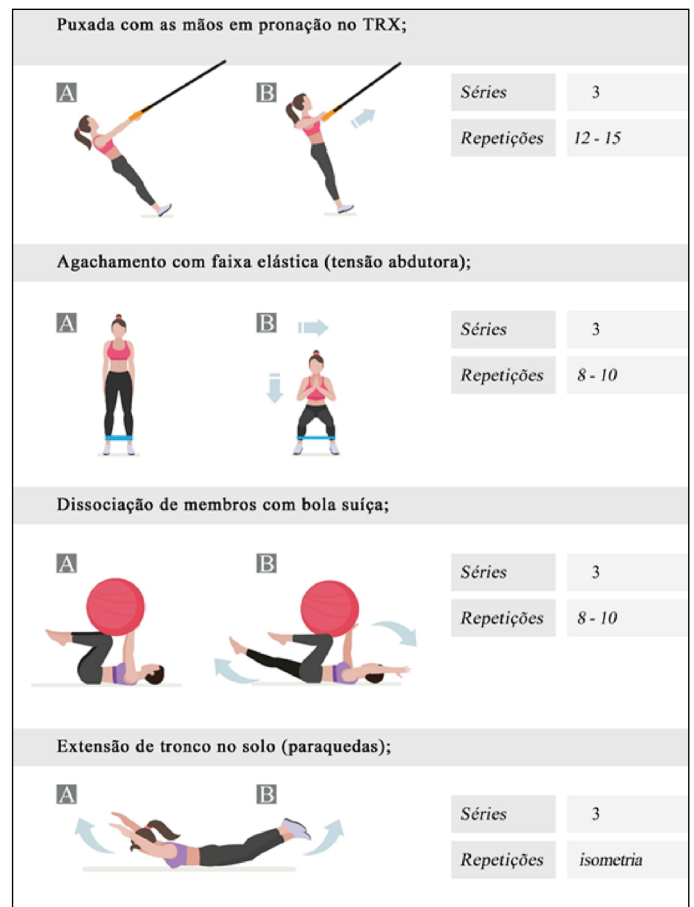 Puxada com as mãos em pronação no TRX;
A
B
Séries 3
Repetições 12 - 15
Agachamento com faixa elástica (tensão abdutora);
A
B
Séries 3
Repetições 8 - 10
Dissociação de membros com bola suíça;
A
B
Séries 3
Repetições 8 - 10
Extensão de tronco no solo (paraquedas);
A
B
Séries 3
Repetições isometria